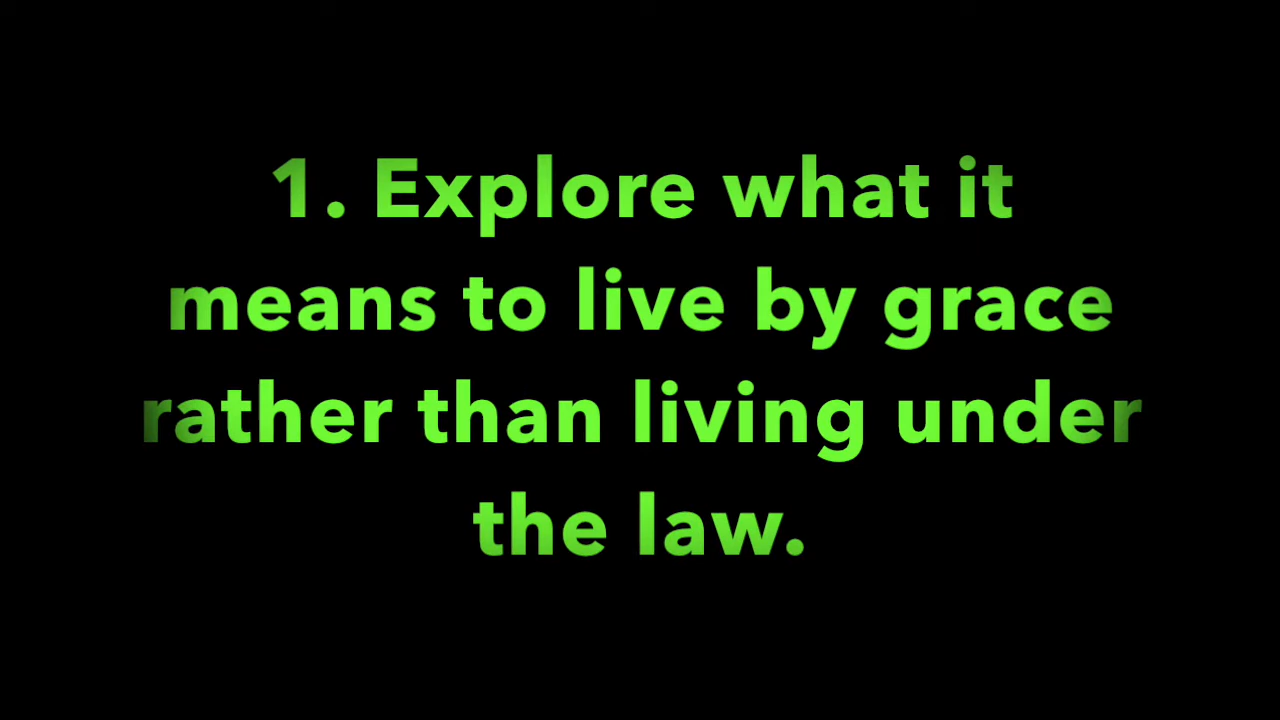 1. Explore what it
means to live by grace
rather than living under
the law.